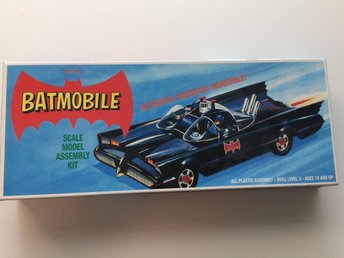 AUTHENTIC! FANTASTIC! INCREDIBLE!
BATMOBILE
SCALE
MODEL
ASSEMBLY
KIT
ALL PLASTIC ASSEMBLY • SKILL LEVEL 2 • AGES 10 AND UP